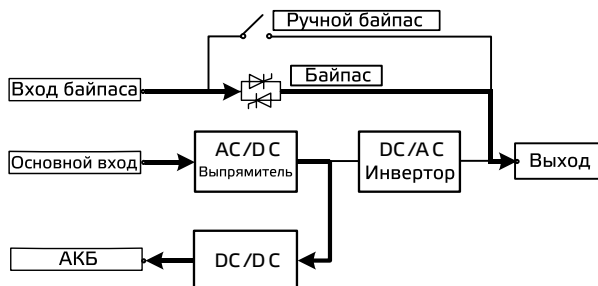 Ручной байпас
Байпас
Вход байпаса
AC/DC
Выпрямитель
DC/AC
Инвертор
Основной вход
Выход
АКБ
DC/DC